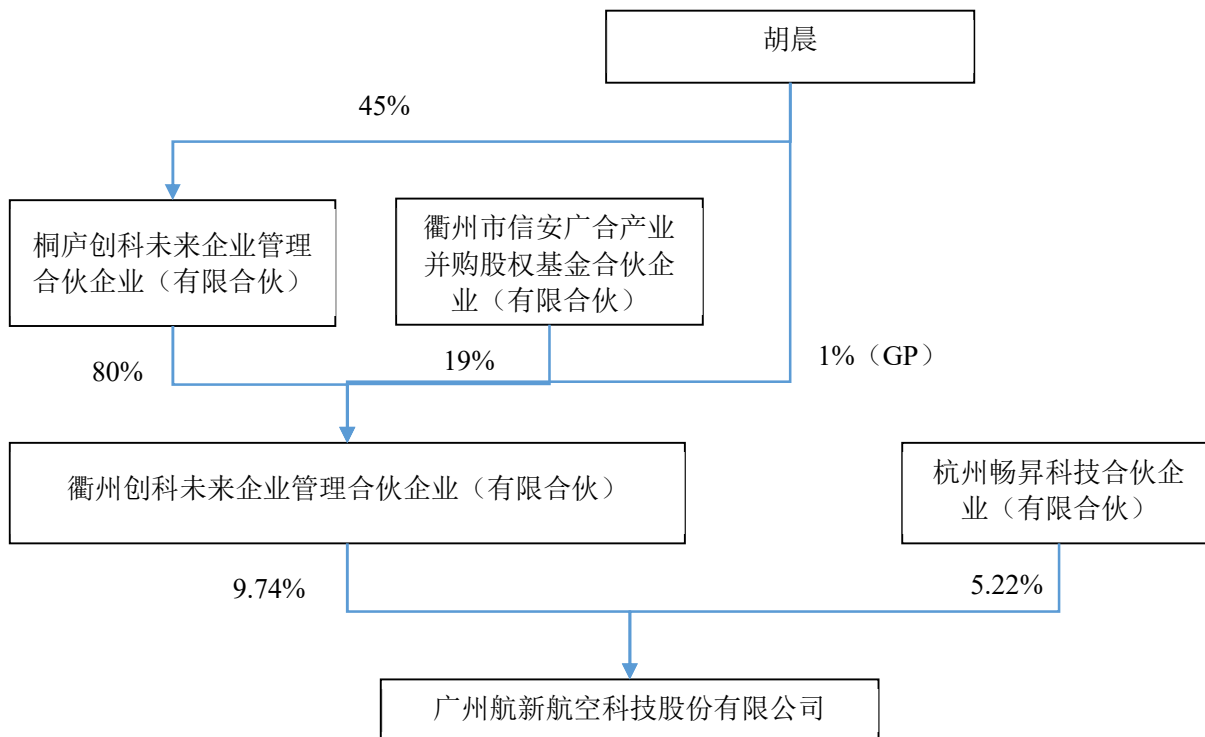 胡晨
45%
桐庐创科未来企业管理
合伙企业（有限合伙）
衢州市信安广合产业
并购股权基金合伙企
业（有限合伙）
80%
19%
1%（GP）
衢州创科未来企业管理合伙企业（有限合伙）
杭州畅昇科技合伙企
业（有限合伙）
9.74%
5.22%
广州航新航空科技股份有限公司